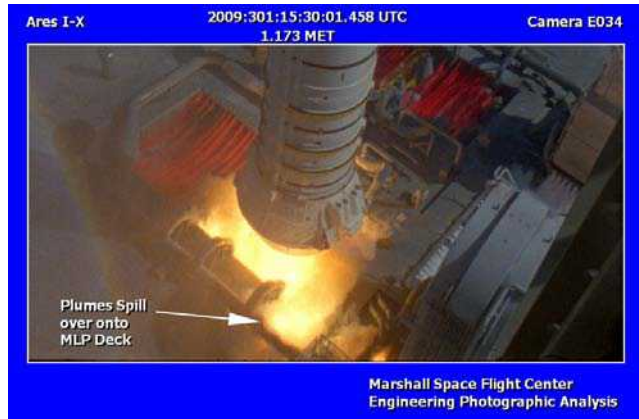 Ares I-X
2009:301:15:30:01.458 UTC
1.173 MET
Camera E034
Plumes Spill
over onto
MLP Deck
Marshall Space Flight Center
Engineering Photographic Analysis